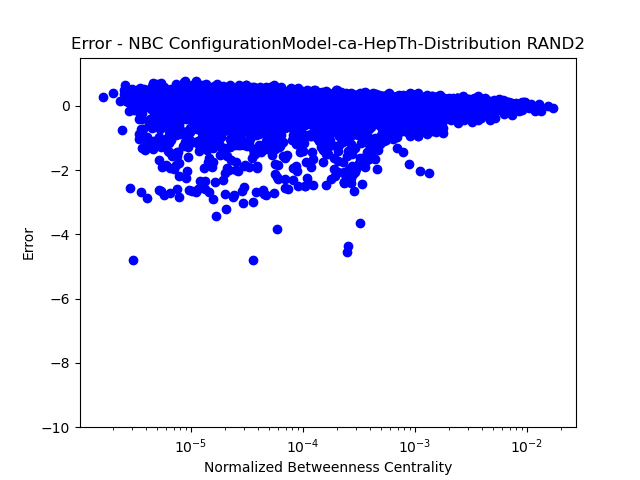 Error - NBC ConfigurationModel-ca-HepTh-Distribution RAND2
0
−2
−4
−6
−8
−10
Error
10⁻⁵ 10⁻⁴ 10⁻³ 10⁻²
Normalized Betweenness Centrality